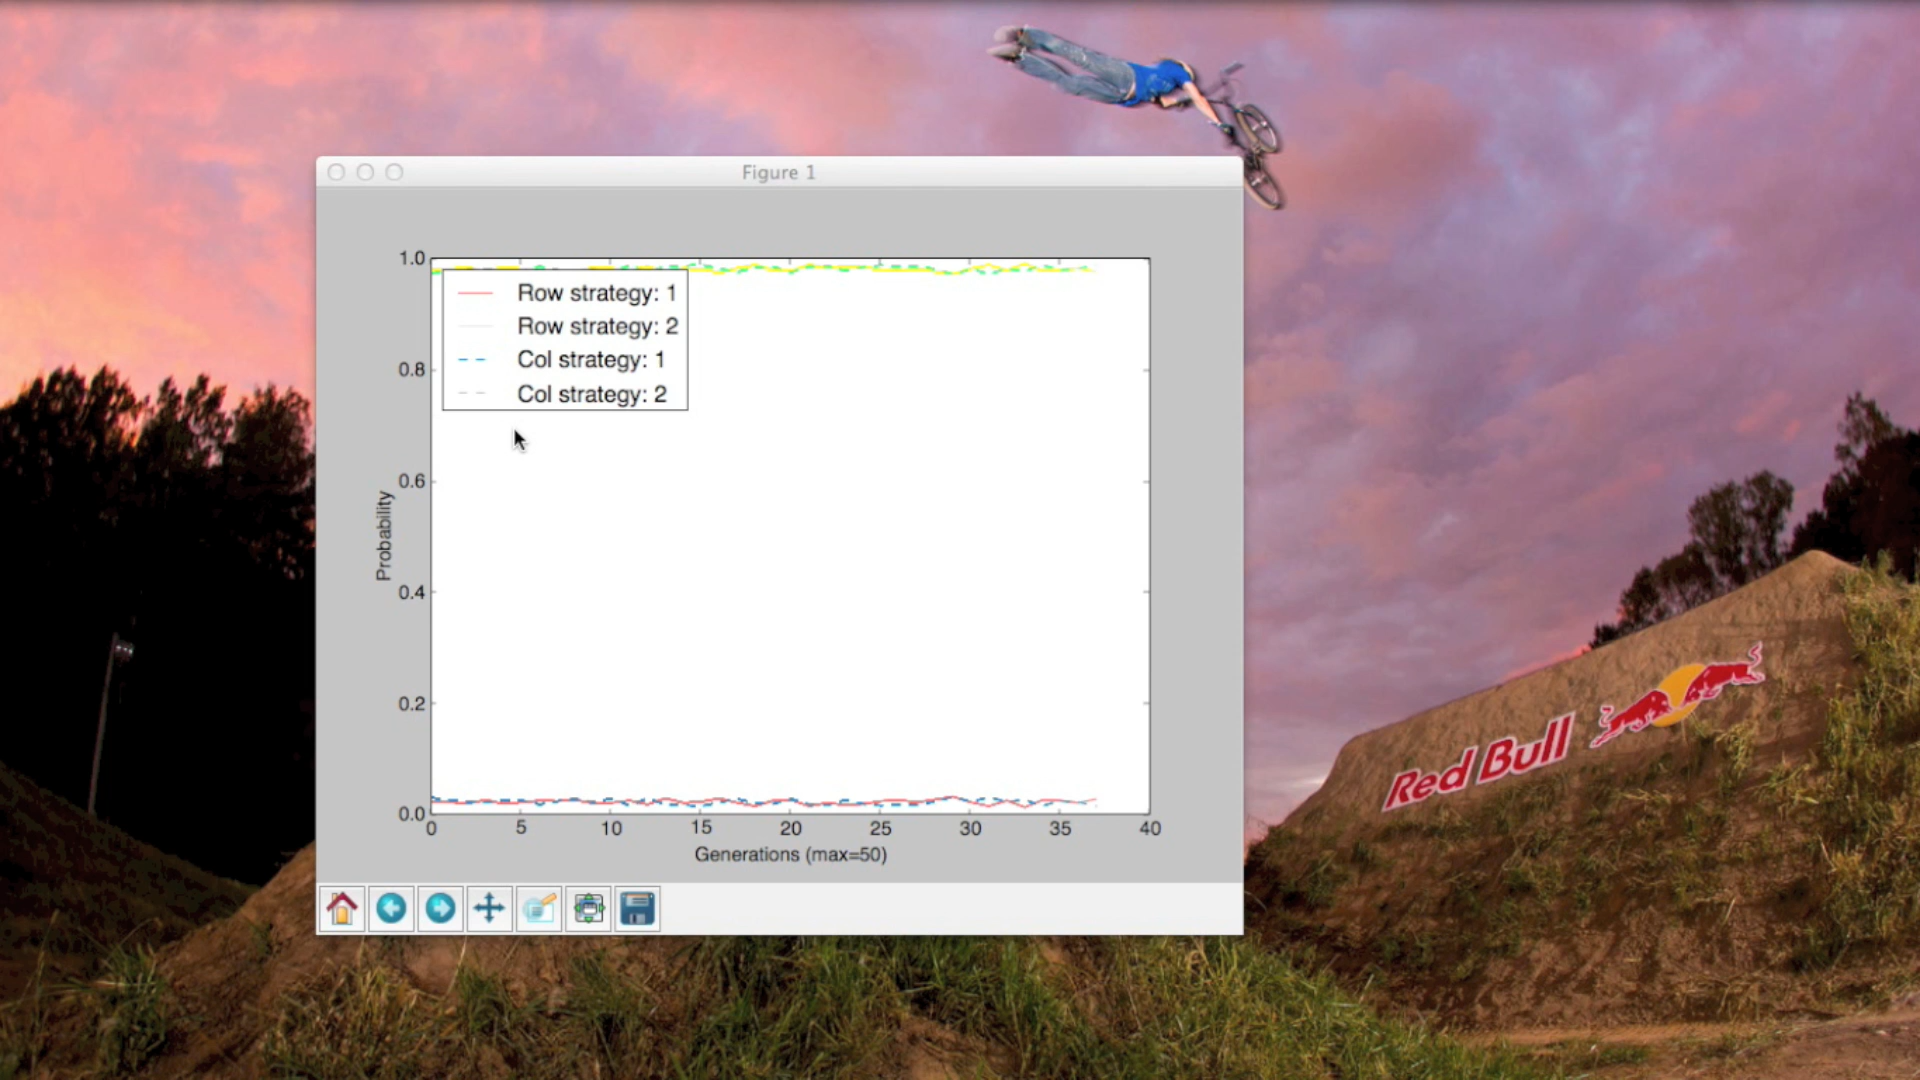 Figure 1
1.0
0.8
0.6
0.4
0.2
0.0
Probability
Row strategy: 1
Row strategy: 2
Col strategy: 1
Col strategy: 2
0 5 10 15 20 25 30 35 40
Generations (max=50)
Red Bull